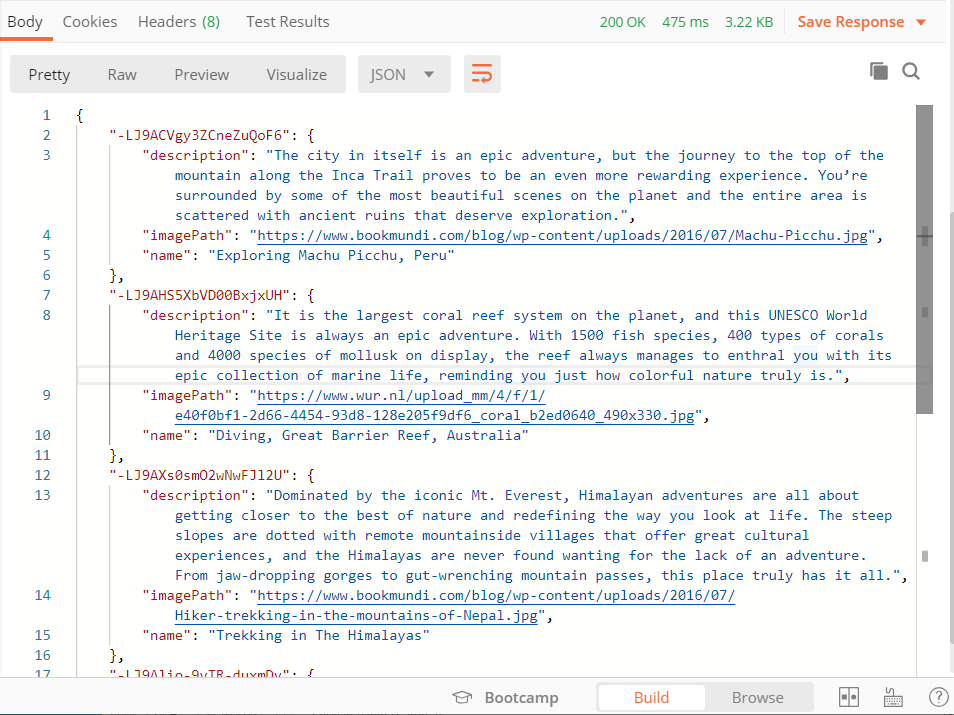 Body Cookies Headers (8) Test Results 200 OK 475 ms 3.22 KB Save Response
Pretty Raw Preview Visualize JSON
1 {
2 "-LJ9ACVgy3ZCneZuQoF6": {
3 "description": "The city in itself is an epic adventure, but the journey to the top of the
mountain along the Inca Trail proves to be an even more rewarding experience. You’re
surrounded by some of the most beautiful scenes on the planet and the entire area is
scattered with ancient ruins that deserve exploration.",
4 "imagePath": "https://www.bookmundi.com/blog/wp-content/uploads/2016/07/Machu-Picchu.jpg",
5 "name": "Exploring Machu Picchu, Peru"
6 },
7 "-LJ9AHS5XbVD00BxjxUH": {
8 "description": "It is the largest coral reef system on the planet, and this UNESCO World
Heritage Site is always an epic adventure. With 1500 fish species, 400 types of corals
and 4000 species of mollusk on display, the reef always manages to enthral you with its
epic collection of marine life, reminding you just how colorful nature truly is.",
9 "imagePath": "https://www.wur.nl/upload_mm/4/f/1/
e40f0bf1-2d66-4454-93d8-128e205f9df6_coral_b2ed0640_490x330.jpg",
10 "name": "Diving, Great Barrier Reef, Australia"
11 },
12 "-LJ9AXs0smO2wNwFJl2U": {
13 "description": "Dominated by the iconic Mt. Everest, Himalayan adventures are all about
getting closer to the best of nature and redefining the way you look at life. The steep
slopes are dotted with remote mountainside villages that offer great cultural
experiences, and the Himalayas are never found wanting for the lack of an adventure.
From jaw-dropping gorges to gut-wrenching mountain passes, this place truly has it all.",
14 "imagePath": "https://www.bookmundi.com/blog/wp-content/uploads/2016/07/
Hiker-trekking-in-the-mountains-of-Nepal.jpg",
15 "name": "Trekking in The Himalayas"
16 },
17
Bootcamp Build Browse